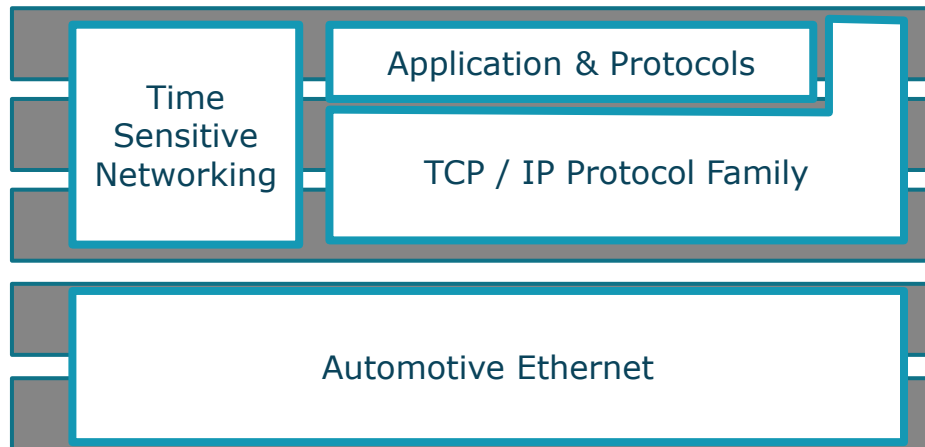 Time
Sensitive
Networking
Application & Protocols
TCP / IP Protocol Family
Automotive Ethernet